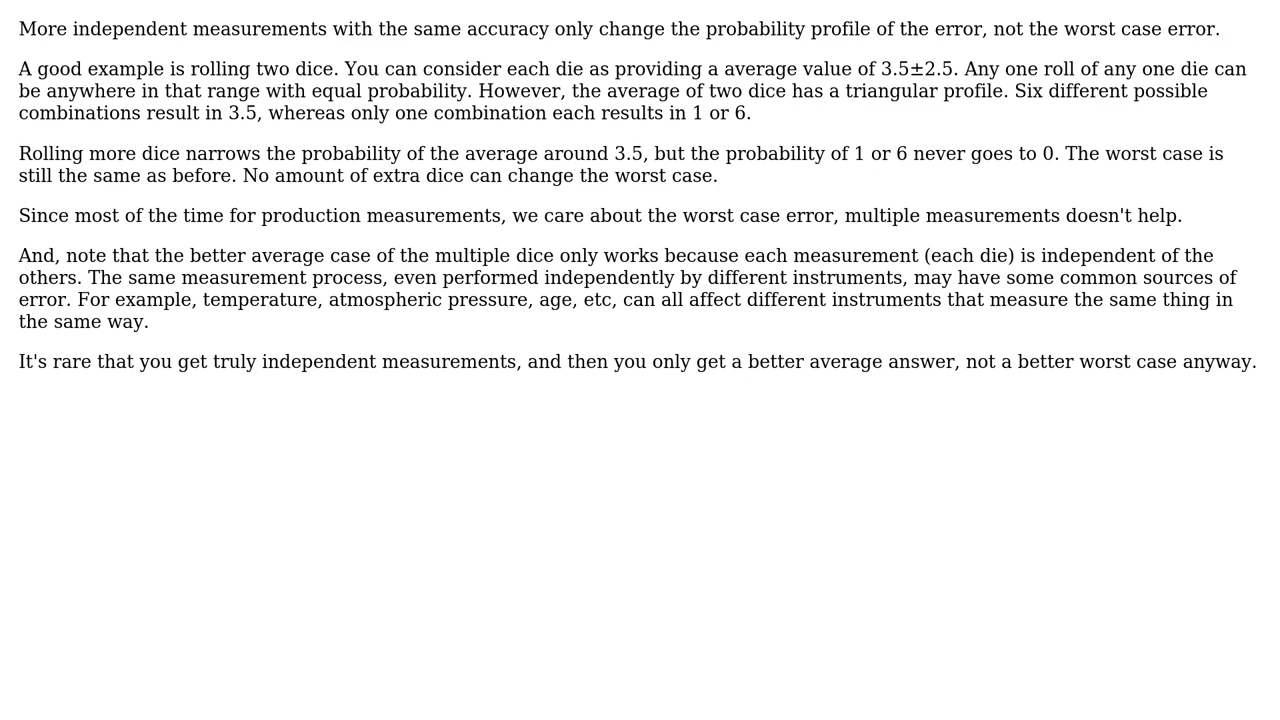 More independent measurements with the same accuracy only change the probability profile of the error, not the worst case error.
A good example is rolling two dice. You can consider each die as providing a average value of 3.5±2.5. Any one roll of any one die can
be anywhere in that range with equal probability. However, the average of two dice has a triangular profile. Six different possible
combinations result in 3.5, whereas only one combination each results in 1 or 6.
Rolling more dice narrows the probability of the average around 3.5, but the probability of 1 or 6 never goes to 0. The worst case is
still the same as before. No amount of extra dice can change the worst case.
Since most of the time for production measurements, we care about the worst case error, multiple measurements doesn't help.
And, note that the better average case of the multiple dice only works because each measurement (each die) is independent of the
others. The same measurement process, even performed independently by different instruments, may have some common sources of
error. For example, temperature, atmospheric pressure, age, etc, can all affect different instruments that measure the same thing in
the same way.
It's rare that you get truly independent measurements, and then you only get a better average answer, not a better worst case anyway.